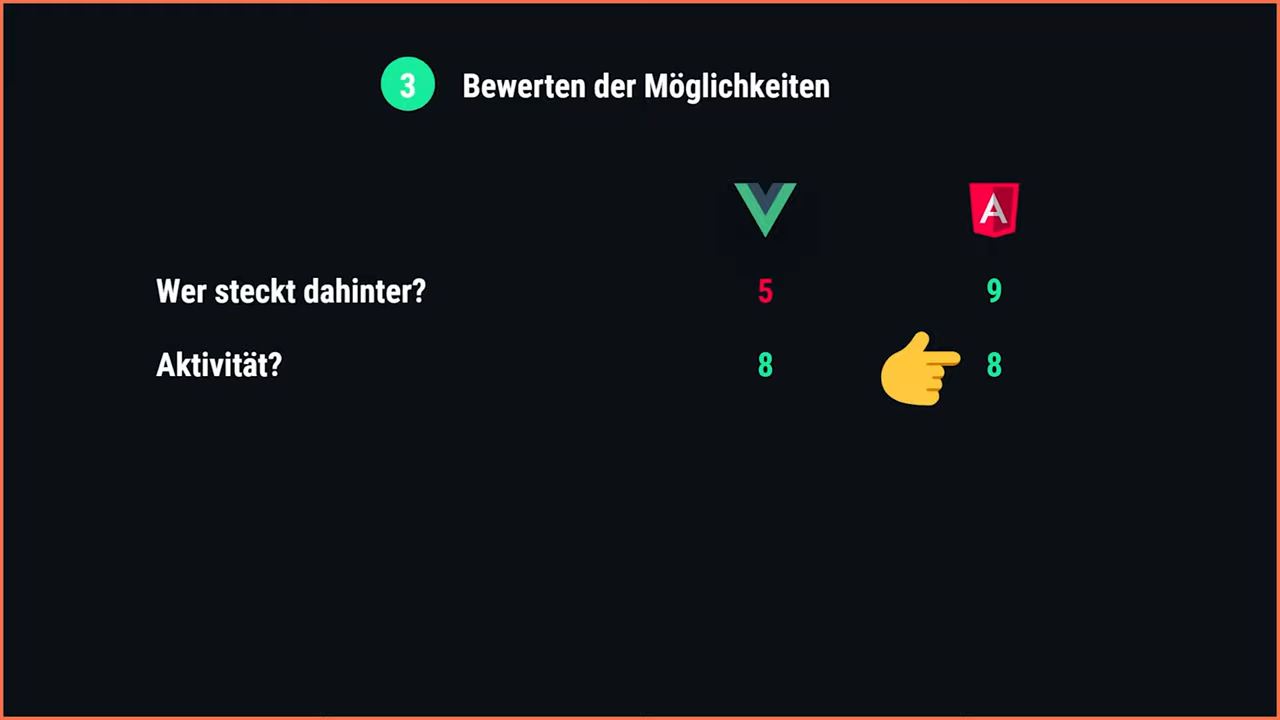 3 Bewerten der Möglichkeiten
A
Wer steckt dahinter? 5 9
Aktivität? 8 8